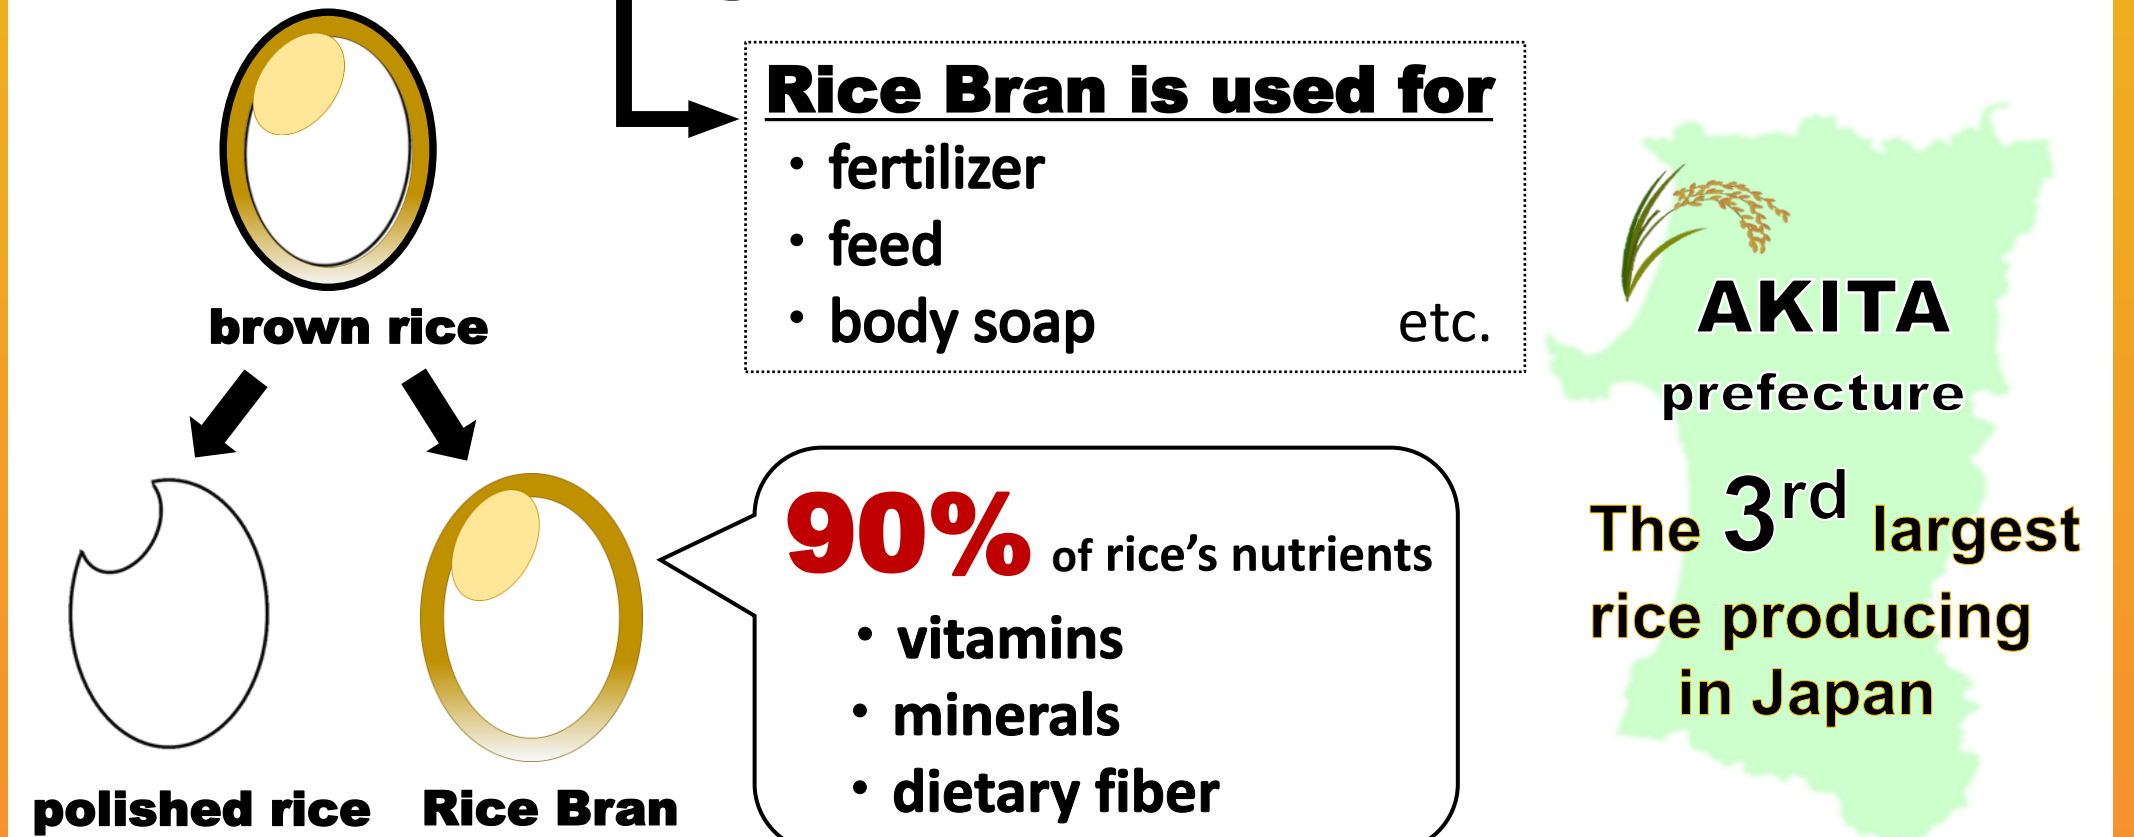 brown rice
polished rice
Rice Bran
Rice Bran is used for
・fertilizer
・feed
・body soap etc.
90% of rice’s nutrients
・vitamins
・minerals
・dietary fiber
AKITA
prefecture
The 3rd largest
rice producing
in Japan